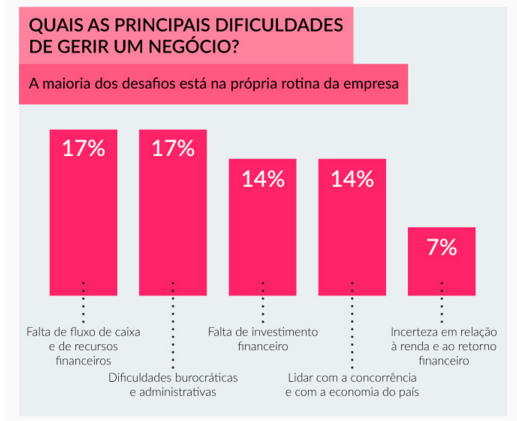 QUAIS AS PRINCIPAIS DIFICULDADES
DE GERIR UM NEGÓCIO?
A maioria dos desafios está na própria rotina da empresa
17%
17%
14%
14%
7%
Falta de fluxo de caixa
e de recursos
financeiros
Dificuldades burocráticas
e administrativas
Falta de investimento
financeiro
Lidar com a concorrência
e com a economia do país
Incerteza em relação
à renda e ao retorno
financeiro